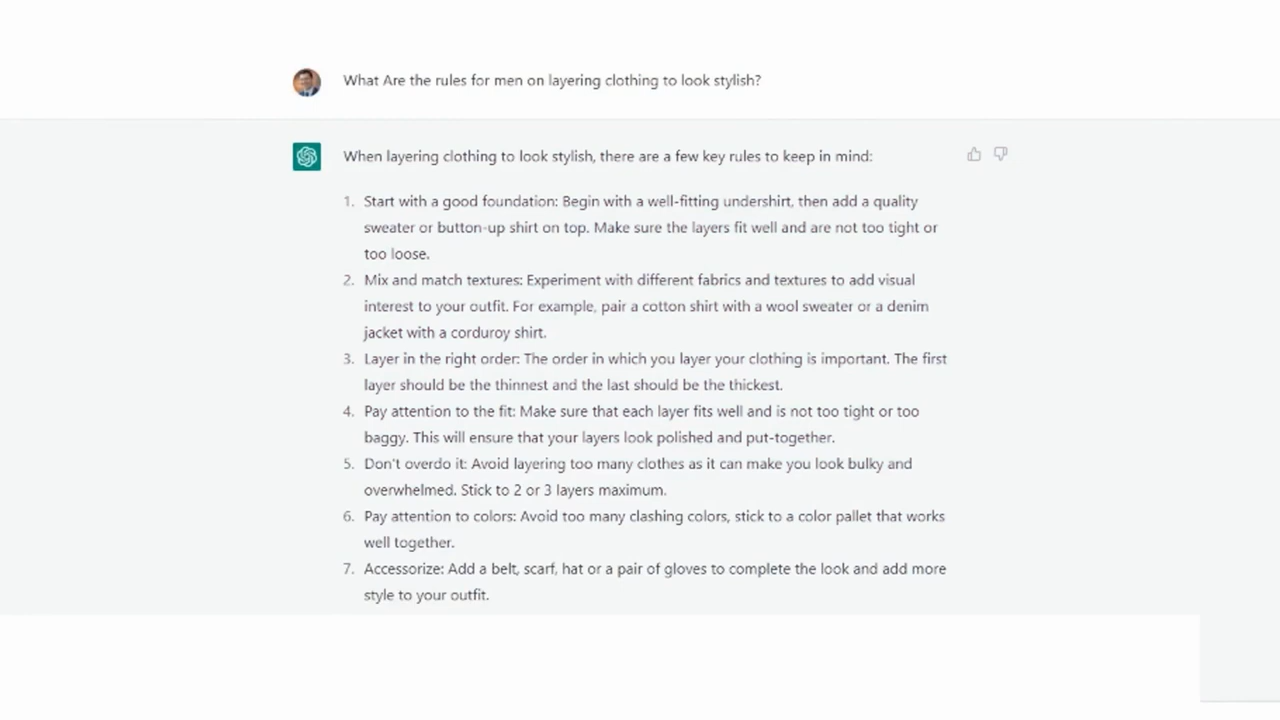 What Are the rules for men on layering clothing to look stylish?
When layering clothing to look stylish, there are a few key rules to keep in mind:
1. Start with a good foundation: Begin with a well-fitting undershirt, then add a quality
sweater or button-up shirt on top. Make sure the layers fit well and are not too tight or
too loose.
2. Mix and match textures: Experiment with different fabrics and textures to add visual
interest to your outfit. For example, pair a cotton shirt with a wool sweater or a denim
jacket with a corduroy shirt.
3. Layer in the right order: The order in which you layer your clothing is important. The first
layer should be the thinnest and the last should be the thickest.
4. Pay attention to the fit: Make sure that each layer fits well and is not too tight or too
baggy. This will ensure that your layers look polished and put-together.
5. Don't overdo it: Avoid layering too many clothes as it can make you look bulky and
overwhelmed. Stick to 2 or 3 layers maximum.
6. Pay attention to colors: Avoid too many clashing colors, stick to a color pallet that works
well together.
7. Accessorize: Add a belt, scarf, hat or a pair of gloves to complete the look and add more
style to your outfit.